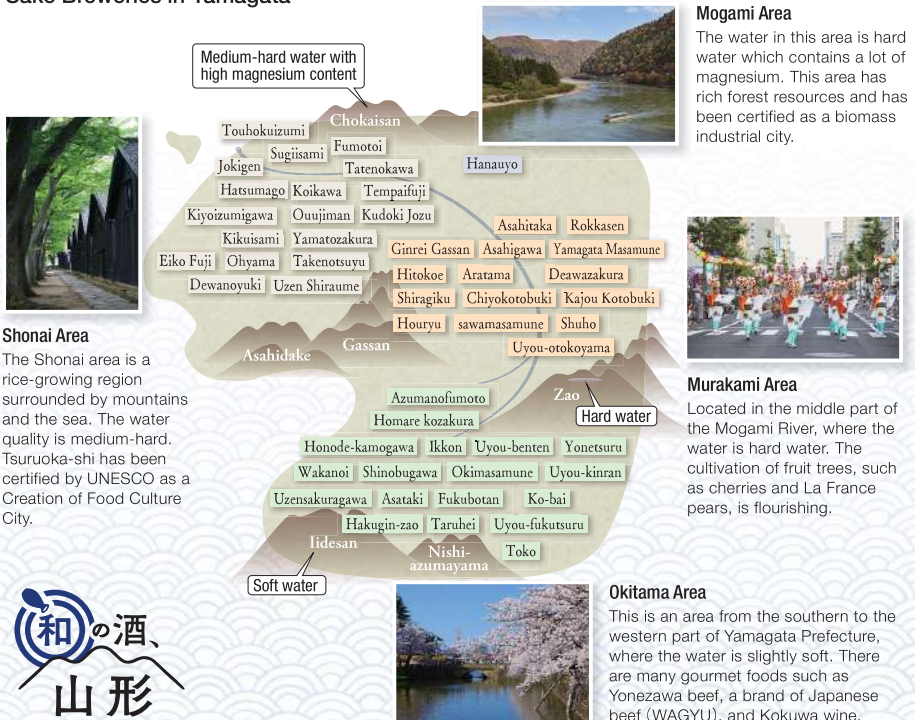 Sake Breweries in Yamagata
Medium-hard water with
high magnesium content
Chokaisan
Touhokuizumi
Fumotoi
Sugiisami
Jokigen
Tatenokawa
Hatsumago
Koikawa
Tempaifuji
Kiyoizumigawa
Ouujiman
Kudoki Jozu
Kikuisami
Yamatozakura
Eiko Fuji
Ohyama
Takenotsuyu
Dewanoyuki
Uzen Shiraume
Hanauyo
Asahitaka
Rokkasen
Ginrei Gassan
Asahigawa
Yamagata Masamune
Hitokoe
Aratama
Deawazakura
Shiragiku
Chiyokotobuki
Kajou Kotobuki
Houryu
sawamasamune
Shuho
Uyou-otokoyama
Asahidake
Gassan
Zao
Hard water
Azumanofumoto
Homare kozakura
Honode-kamogawa
Ikkon
Uyou-benten
Yonetsuru
Wakanoi
Shinobugawa
Okimasamune
Uyou-kinran
Uzensakuragawa
Asataki
Fukubotan
Ko-bai
Hakugin-zao
Taruhei
Uyou-fukutsuru
Toko
Iidesan
Nishi-
azumayama
Soft water
Mogami Area
The water in this area is hard
water which contains a lot of
magnesium. This area has
rich forest resources and has
been certified as a biomass
industrial city.
Shonai Area
The Shonai area is a
rice-growing region
surrounded by mountains
and the sea. The water
quality is medium-hard.
Tsuruoka-shi has been
certified by UNESCO as a
Creation of Food Culture
City.
Murakami Area
Located in the middle part of
the Mogami River, where the
water is hard water. The
cultivation of fruit trees, such
as cherries and La France
pears, is flourishing.
Okitama Area
This is an area from the southern to the
western part of Yamagata Prefecture,
where the water is slightly soft. There
are many gourmet foods such as
Yonezawa beef, a brand of Japanese
beef (WAGYU), and Kokuwa wine.
和の酒、
山形